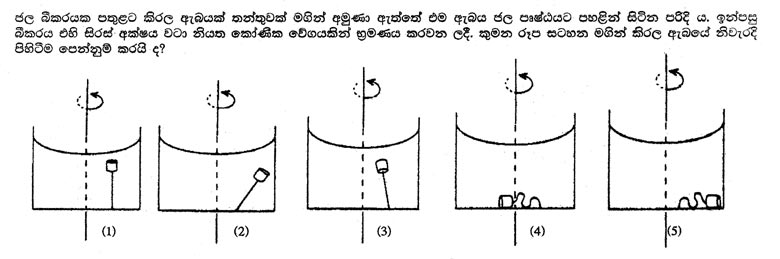 ජල බීකරයක පතුළට කිරල ඇබයක් තන්තුවක් මගින් අමුණා ඇත්තේ එම ඇබය ජල පෘෂ්ඨයට පහළින් සිටින පරිදි ය. ඉන්පසු
බීකරය එහි සිරස් අක්ෂය වටා නියත කෝණික වේගයකින් භ්‍රමණය කරවන ලදී. කුමන රූප සටහන මගින් කිරල ඇබයේ නිවැරදි
පිහිටීම පෙන්නුම් කරයි ද?
(1) (2) (3) (4) (5)